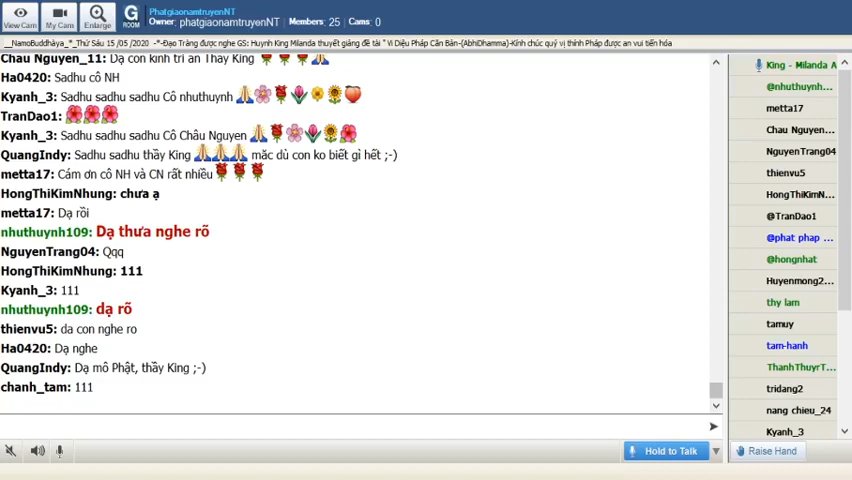 View Cam
My Cam
Enlarge
G
ROOM
PhatgiaonamtruyenNT
Owner: phatgiaonamtruyenNT
Members: 25
Cams: 0
__NamoBuddhàya_*_Thứ Sáu 15 /05 /2020 -*-Đạo Tràng được nghe GS: Huynh King Milanda thuyết giảng đề tài " Vi Diệu Pháp Căn Bản-(AbhiDhamma)-Kính chúc quý vị thính Pháp được an vui tiến hóa
Chau Nguyen_11: Dạ con kính tri ân Thầy King
Ha0420: Sadhu cô NH
Kyanh_3: Sadhu sadhu sadhu Cô nhuthuynh
TranDao1:
Kyanh_3: Sadhu sadhu sadhu Cô Châu Nguyen
QuangIndy: Sadhu sadhu thầy King măc dù con ko biết gì hết ;-)
metta17: Cám ơn cô NH và CN rất nhiều
HongThiKimNhung: chưa ạ
metta17: Dạ rồi
nhuthuynh109: Dạ thưa nghe rõ
NguyenTrang04: Qqq
HongThiKimNhung: 111
Kyanh_3: 111
nhuthuynh109: dạ rõ
thienvu5: da con nghe ro
Ha0420: Dạ nghe
QuangIndy: Dạ mô Phật, thầy King ;-)
chanh_tam: 111
King - Milanda A
@nhuthuynh...
metta17
Chau Nguyen...
NguyenTrang04
thienvu5
HongThiKimN...
@TranDao1
@phat phap ...
@hongnhat
Huyenmong2...
thy lam
tamuy
tam-hanh
ThanhThuyrT...
tridang2
nang chieu_24
Kyanh_3
Hold to Talk
Raise Hand